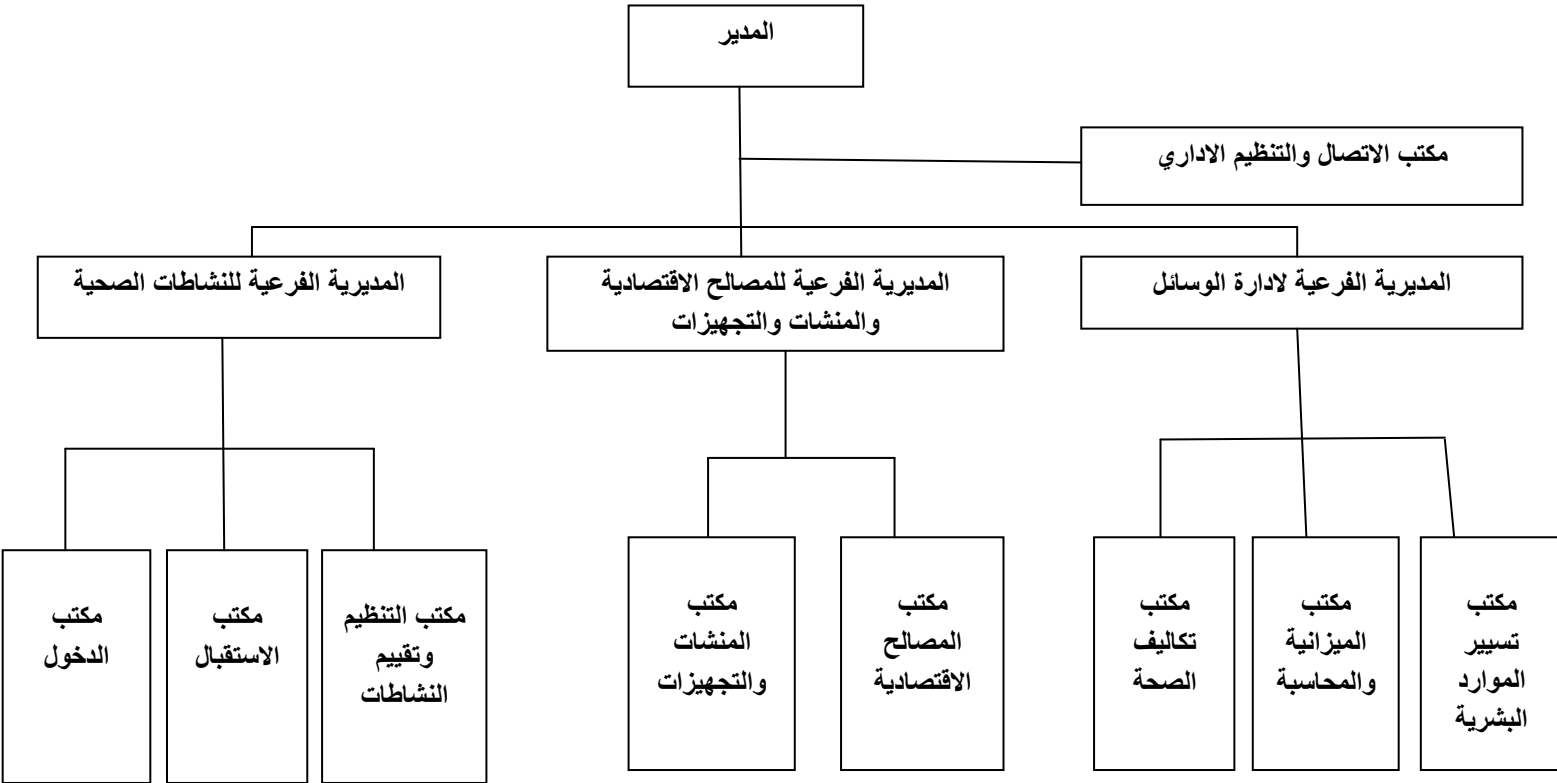 المدير
مكتب الاتصال والتنظيم الاداري
المديرية الفرعية لادارة الوسائل
المديرية الفرعية للمصالح الاقتصادية
والمنشات والتجهيزات
المديرية الفرعية للنشاطات الصحية
مكتب
تسيير
الموارد
البشرية
مكتب
الميزانية
والمحاسبة
مكتب
تكاليف
الصحة
مكتب
المصالح
الاقتصادية
مكتب
المنشات
والتجهيزات
مكتب التنظيم
وتقييم
النشاطات
مكتب
الاستقبال
مكتب
الدخول